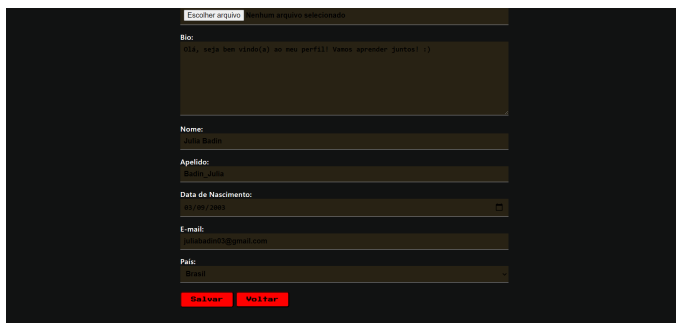 Escolher arquivo Nenhum arquivo selecionado
Bio:
Olá, seja bem vindo(a) ao meu perfil! Vamos aprender juntos! :)
Nome:
Julia Badin
Apelido:
Badin_Julia
Data de Nascimento:
E-mail:
País:
Brasil
Salvar Voltar